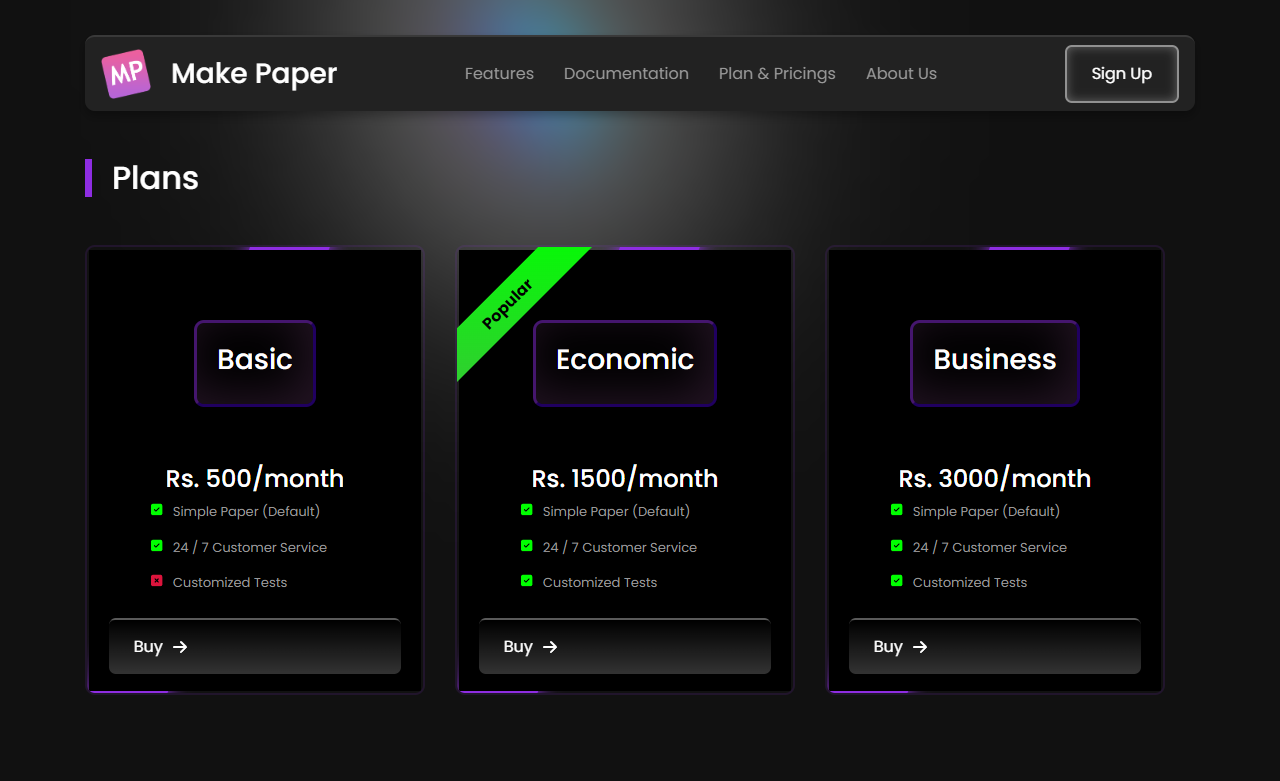 MP Make Paper Features Documentation Plan & Pricings About Us Sign Up
Plans
Popular
Basic
Rs. 500/month
Simple Paper (Default)
24 / 7 Customer Service
Customized Tests
Buy →
Economic
Rs. 1500/month
Simple Paper (Default)
24 / 7 Customer Service
Customized Tests
Buy →
Business
Rs. 3000/month
Simple Paper (Default)
24 / 7 Customer Service
Customized Tests
Buy →